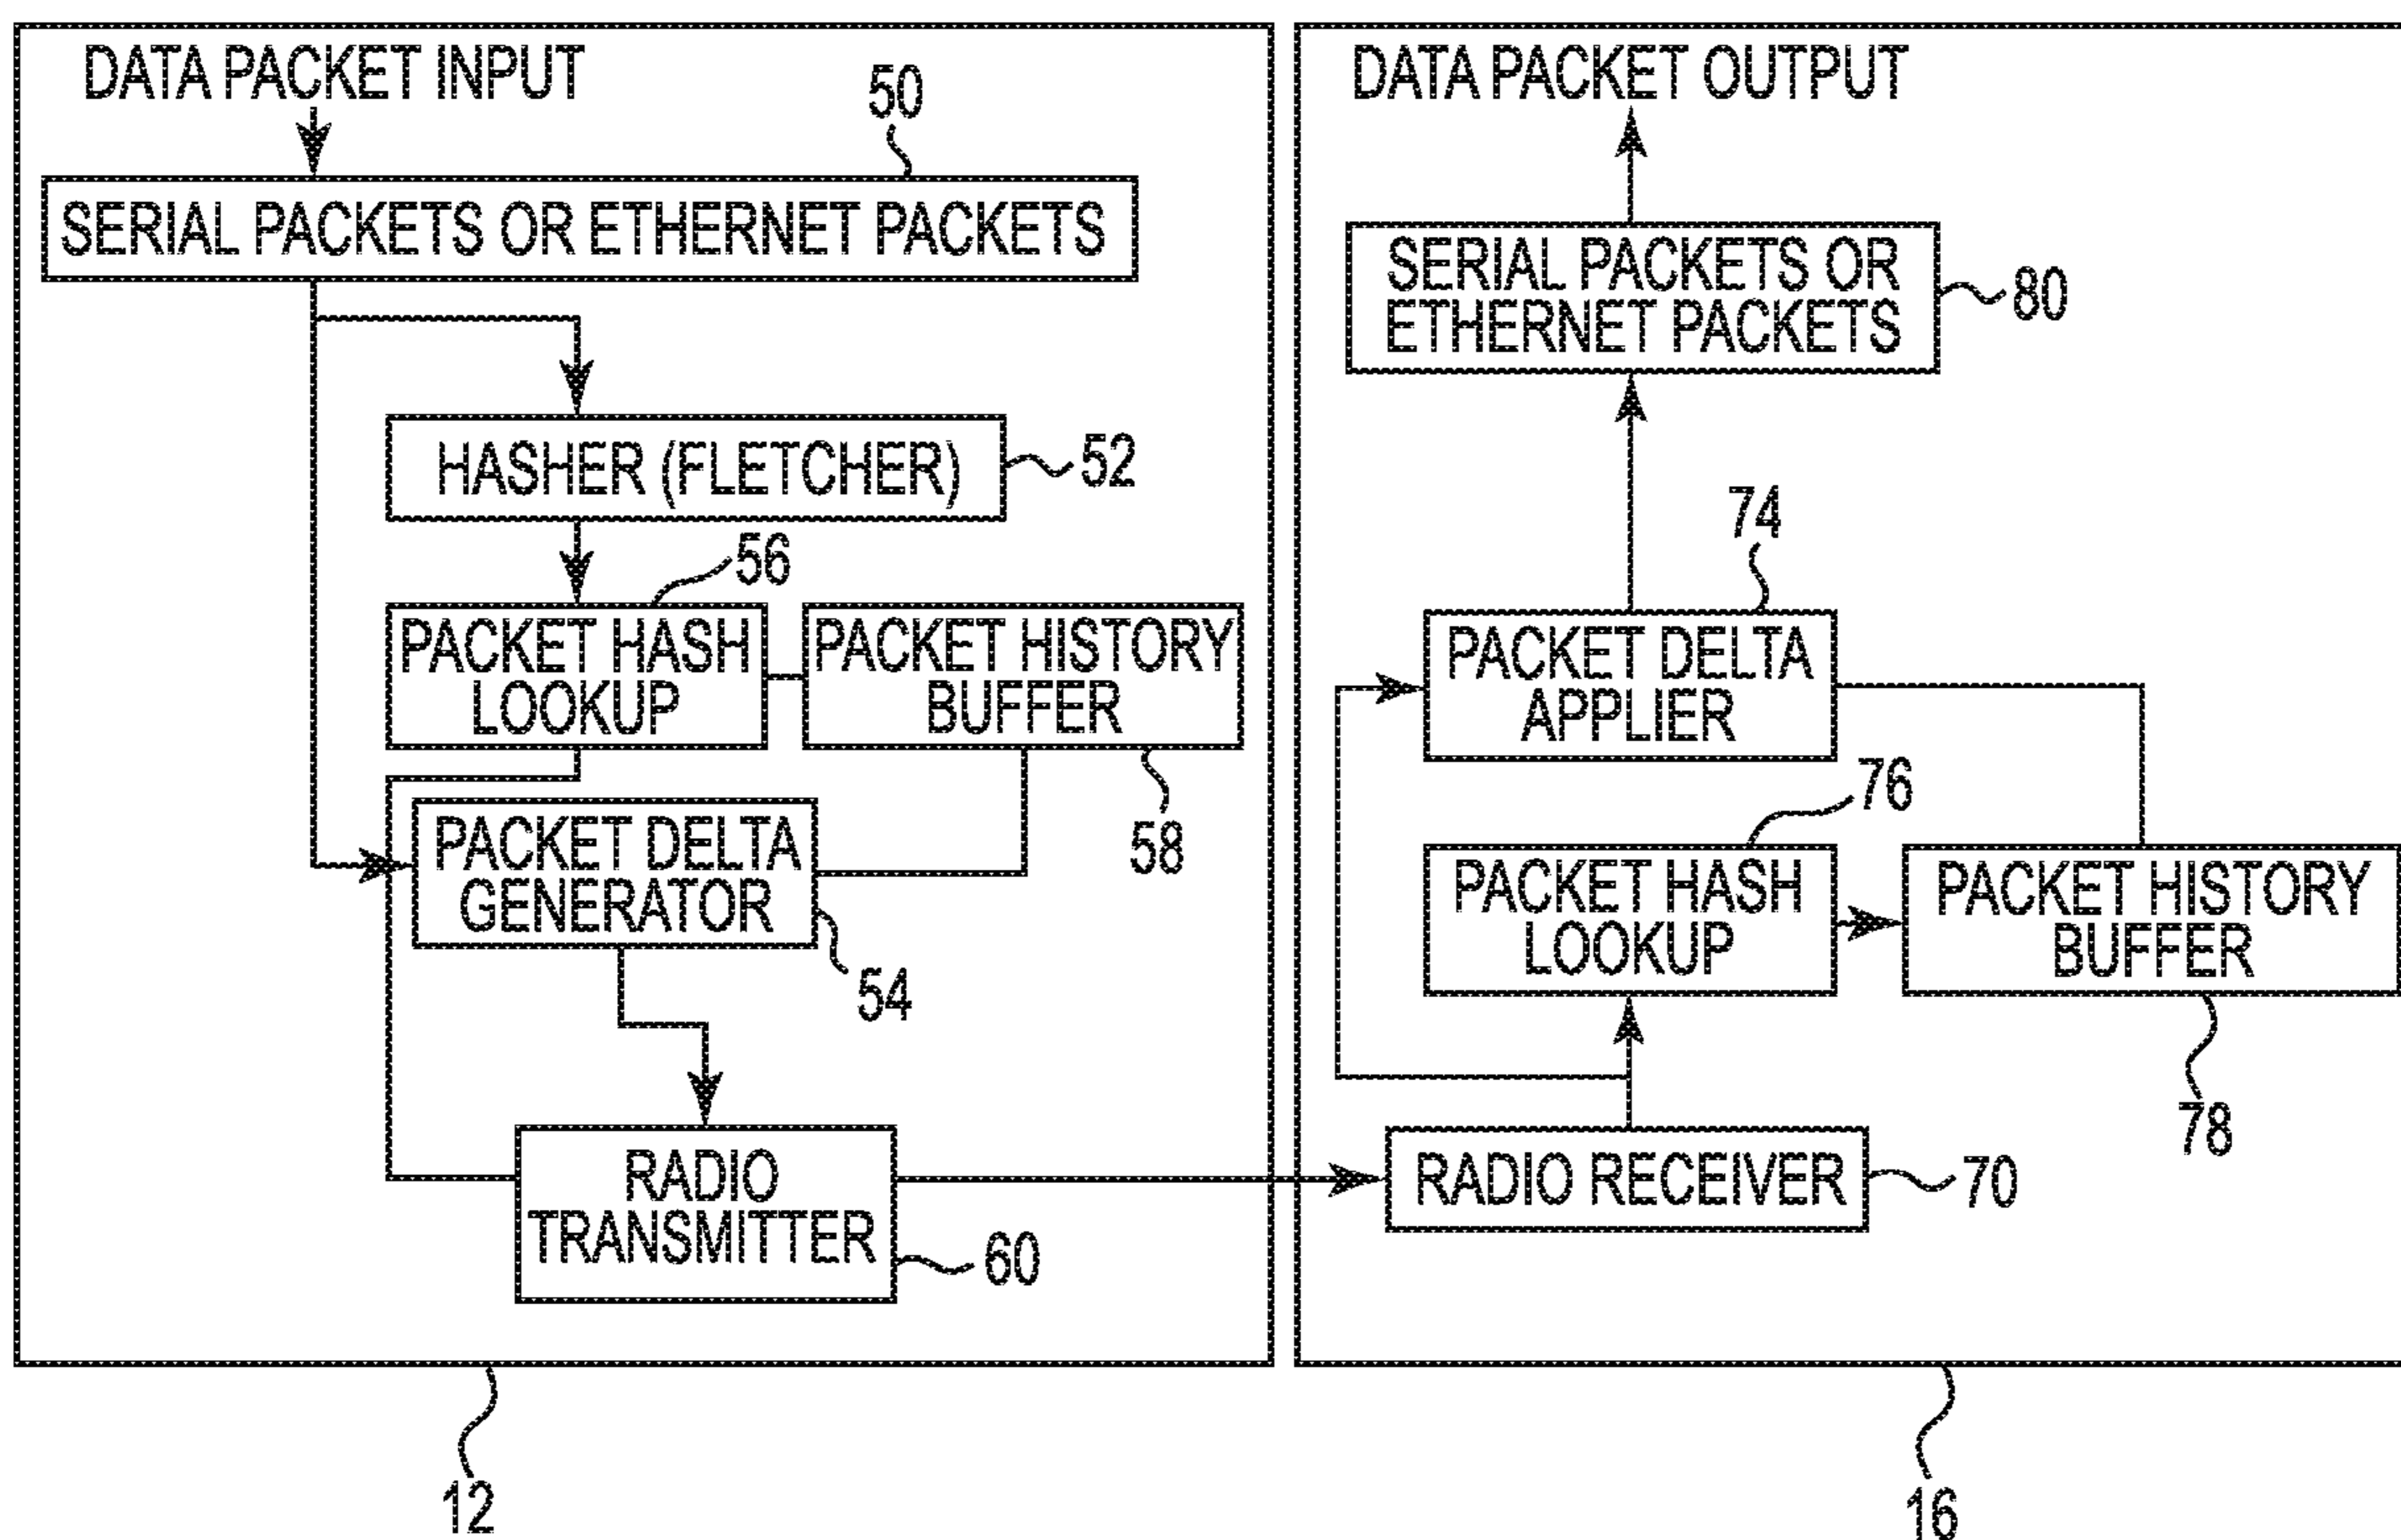 DATA PACKET INPUT
50
SERIAL PACKETS OR ETHERNET PACKETS
HASHER (FLETCHER)
52
56
PACKET HASH
LOOKUP
PACKET HISTORY
BUFFER
58
PACKET DELTA
GENERATOR
54
RADIO
TRANSMITTER
60
12
DATA PACKET OUTPUT
SERIAL PACKETS OR
ETHERNET PACKETS
80
74
PACKET DELTA
APPLIER
76
PACKET HASH
LOOKUP
PACKET HISTORY
BUFFER
78
RADIO RECEIVER
70
16